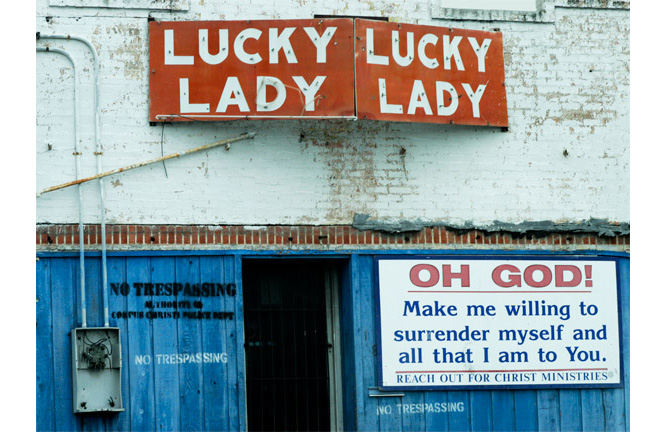 LUCKY
LADY
LUCKY
LADY
NO TRESPASSING
AUTHORITY OF
CORPUS CHRISTI POLICE DEPT
NO TRESPASSING
OH GOD!
Make me willing to
surrender myself and
all that I am to You.
REACH OUT FOR CHRIST MINISTRIES
NO TRESPASSING